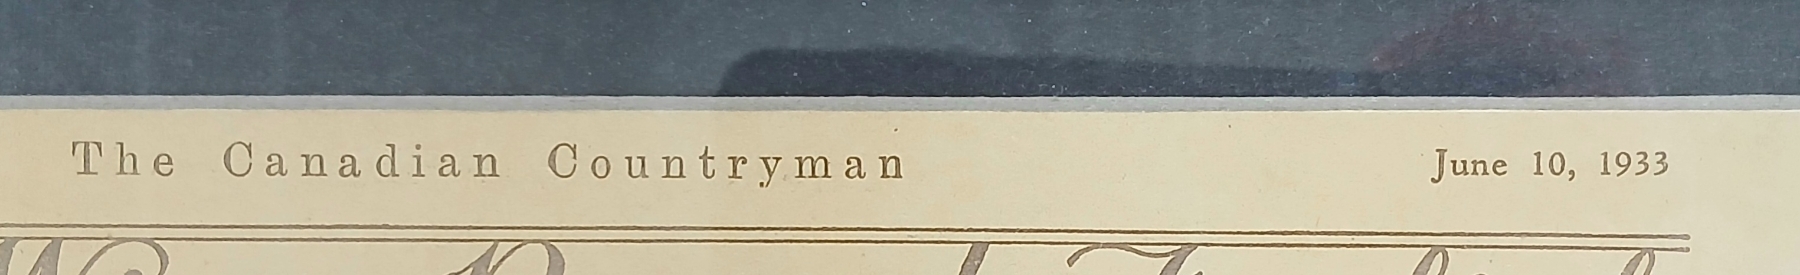 The Canadian Countryman June 10, 1933